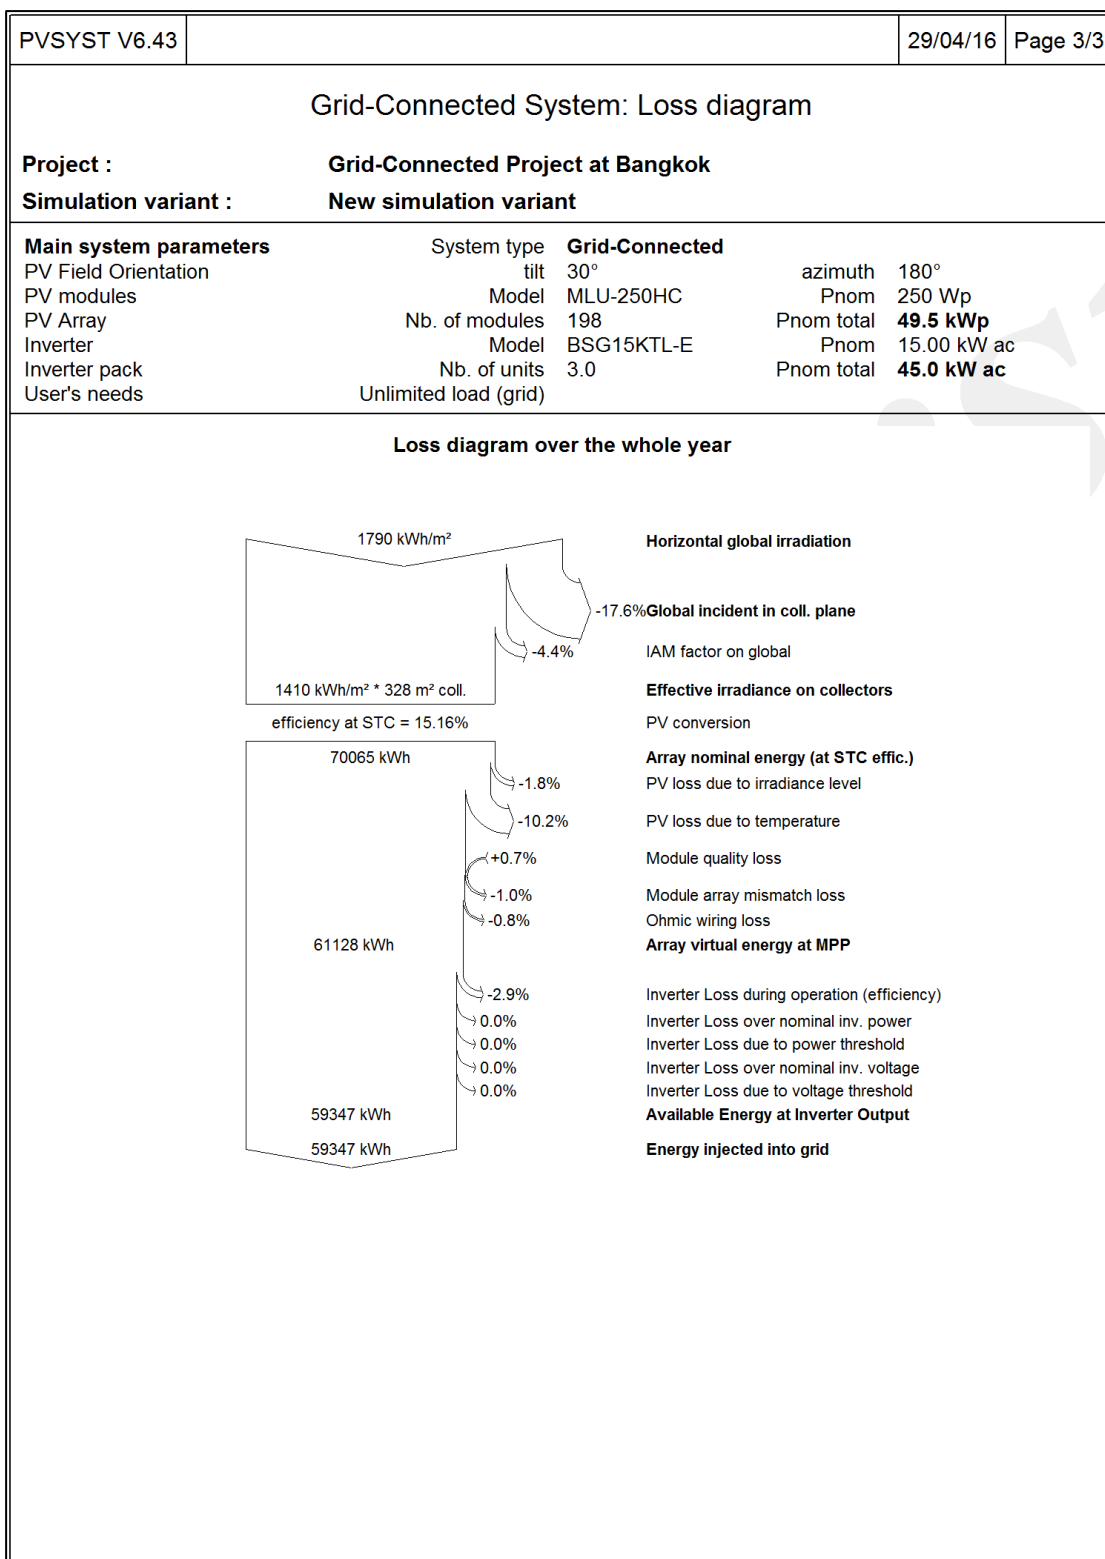 PVSYST V6.43 29/04/16 Page 3/3
Grid-Connected System: Loss diagram
Project : Grid-Connected Project at Bangkok
Simulation variant : New simulation variant
Main system parameters System type Grid-Connected
PV Field Orientation tilt 30° azimuth 180°
PV modules Model MLU-250HC Pnom 250 Wp
PV Array Nb. of modules 198 Pnom total 49.5 kWp
Inverter Model BSG15KTL-E Pnom 15.00 kW ac
Inverter pack Nb. of units 3.0 Pnom total 45.0 kW ac
User's needs Unlimited load (grid)
Loss diagram over the whole year
1790 kWh/m² Horizontal global irradiation
-17.6% Global incident in coll. plane
-4.4% IAM factor on global
1410 kWh/m² * 328 m² coll. Effective irradiance on collectors
efficiency at STC = 15.16% PV conversion
70065 kWh Array nominal energy (at STC effic.)
-1.8% PV loss due to irradiance level
-10.2% PV loss due to temperature
+0.7% Module quality loss
-1.0% Module array mismatch loss
-0.8% Ohmic wiring loss
61128 kWh Array virtual energy at MPP
-2.9% Inverter Loss during operation (efficiency)
0.0% Inverter Loss over nominal inv. power
0.0% Inverter Loss due to power threshold
0.0% Inverter Loss over nominal inv. voltage
0.0% Inverter Loss due to voltage threshold
59347 kWh Available Energy at Inverter Output
59347 kWh Energy injected into grid